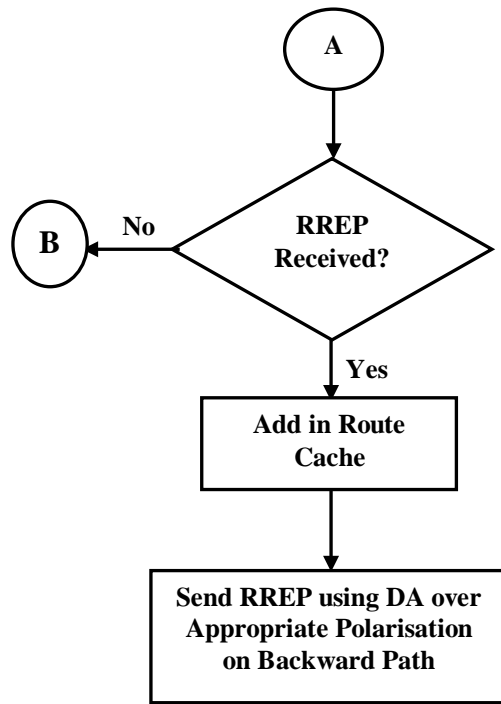 A
RREP
Received?
No
B
Yes
Add in Route
Cache
Send RREP using DA over
Appropriate Polarisation
on Backward Path